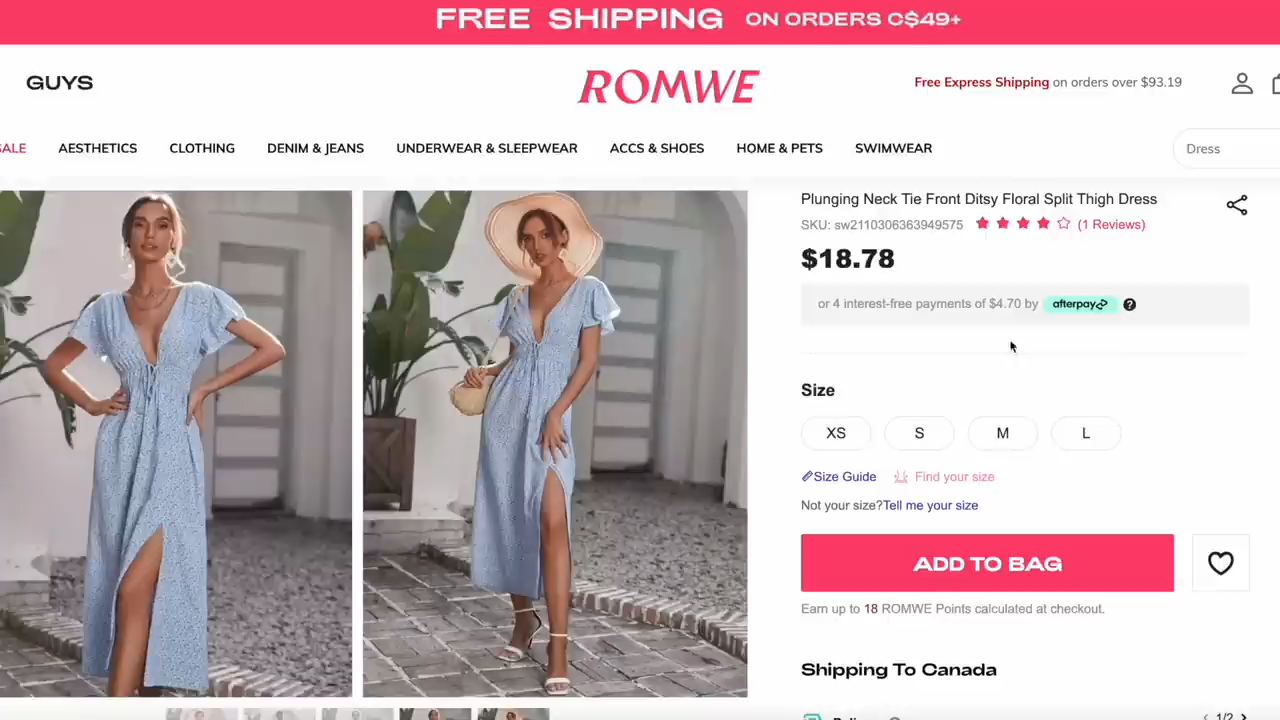 FREE SHIPPING ON ORDERS C$49+
GUYS
ROMWE
Free Express Shipping on orders over $93.19
SALE AESTHETICS CLOTHING DENIM & JEANS UNDERWEAR & SLEEPWEAR ACCS & SHOES HOME & PETS SWIMWEAR
Dress
Plunging Neck Tie Front Ditsy Floral Split Thigh Dress
SKU: sw2110306363949575 (1 Reviews)
$18.78
or 4 interest-free payments of $4.70 by afterpay ?
Size
XS S M L
Size Guide Find your size
Not your size?Tell me your size
ADD TO BAG
Earn up to 18 ROMWE Points calculated at checkout.
Shipping To Canada
1/2